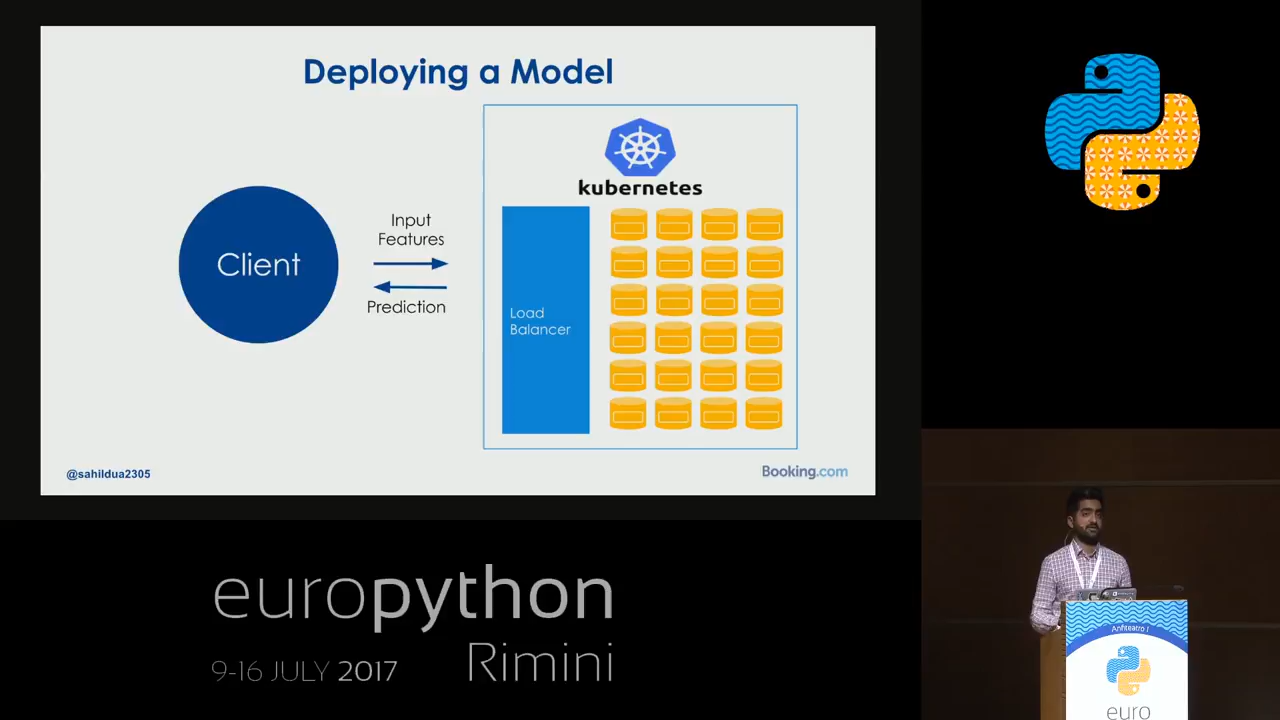 Deploying a Model
kubernetes
Client
Input
Features
Prediction
Load
Balancer
@sahildua2305
Booking.com
europython
9-16 JULY 2017
Rimini
Anfiteatro I
euro